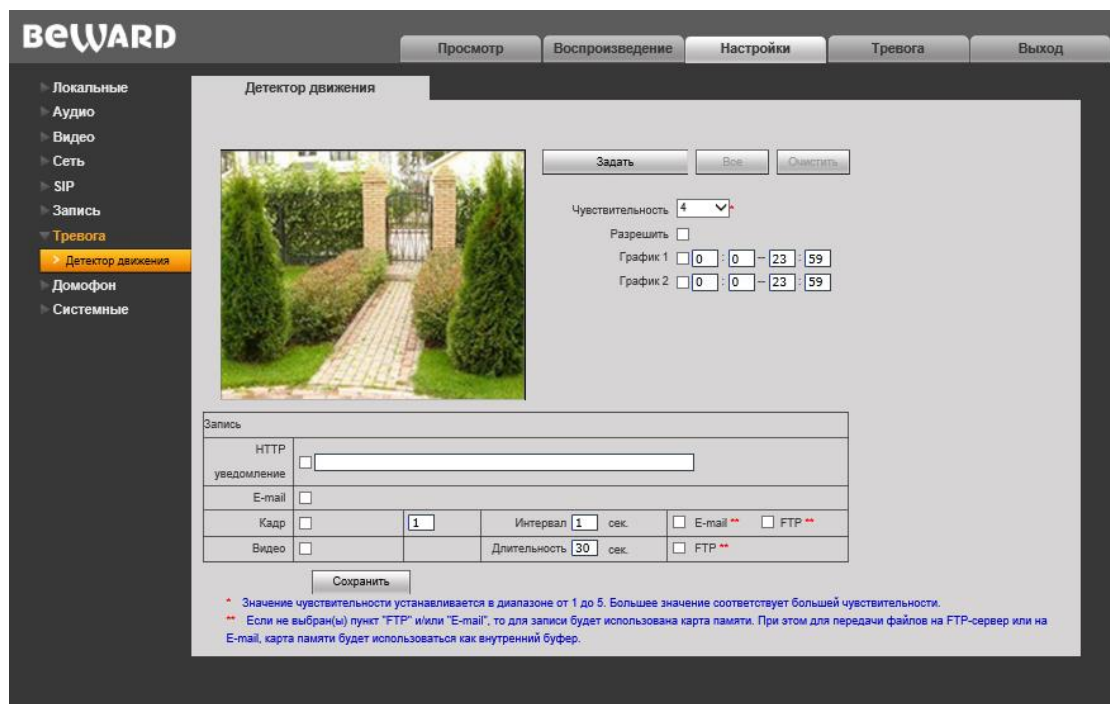 BEWARD
Просмотр Воспроизведение Настройки Тревога Выход
Локальные
Аудио
Видео
Сеть
SIP
Запись
Тревога
Детектор движения
Домофон
Системные
Детектор движения
Задать Все Очистить
Чувствительность 4 *
Разрешить
График 1 0 : 0 – 23 : 59
График 2 0 : 0 – 23 : 59
Запись
HTTP
уведомление
E-mail
Кадр 1 Интервал 1 сек. E-mail ** FTP **
Видео Длительность 30 сек. FTP **
Сохранить
* Значение чувствительности устанавливается в диапазоне от 1 до 5. Большее значение соответствует большей чувствительности.
** Если не выбран(ы) пункт "FTP" и/или "E-mail", то для записи будет использована карта памяти. При этом для передачи файлов на FTP-сервер или на
E-mail, карта памяти будет использоваться как внутренний буфер.